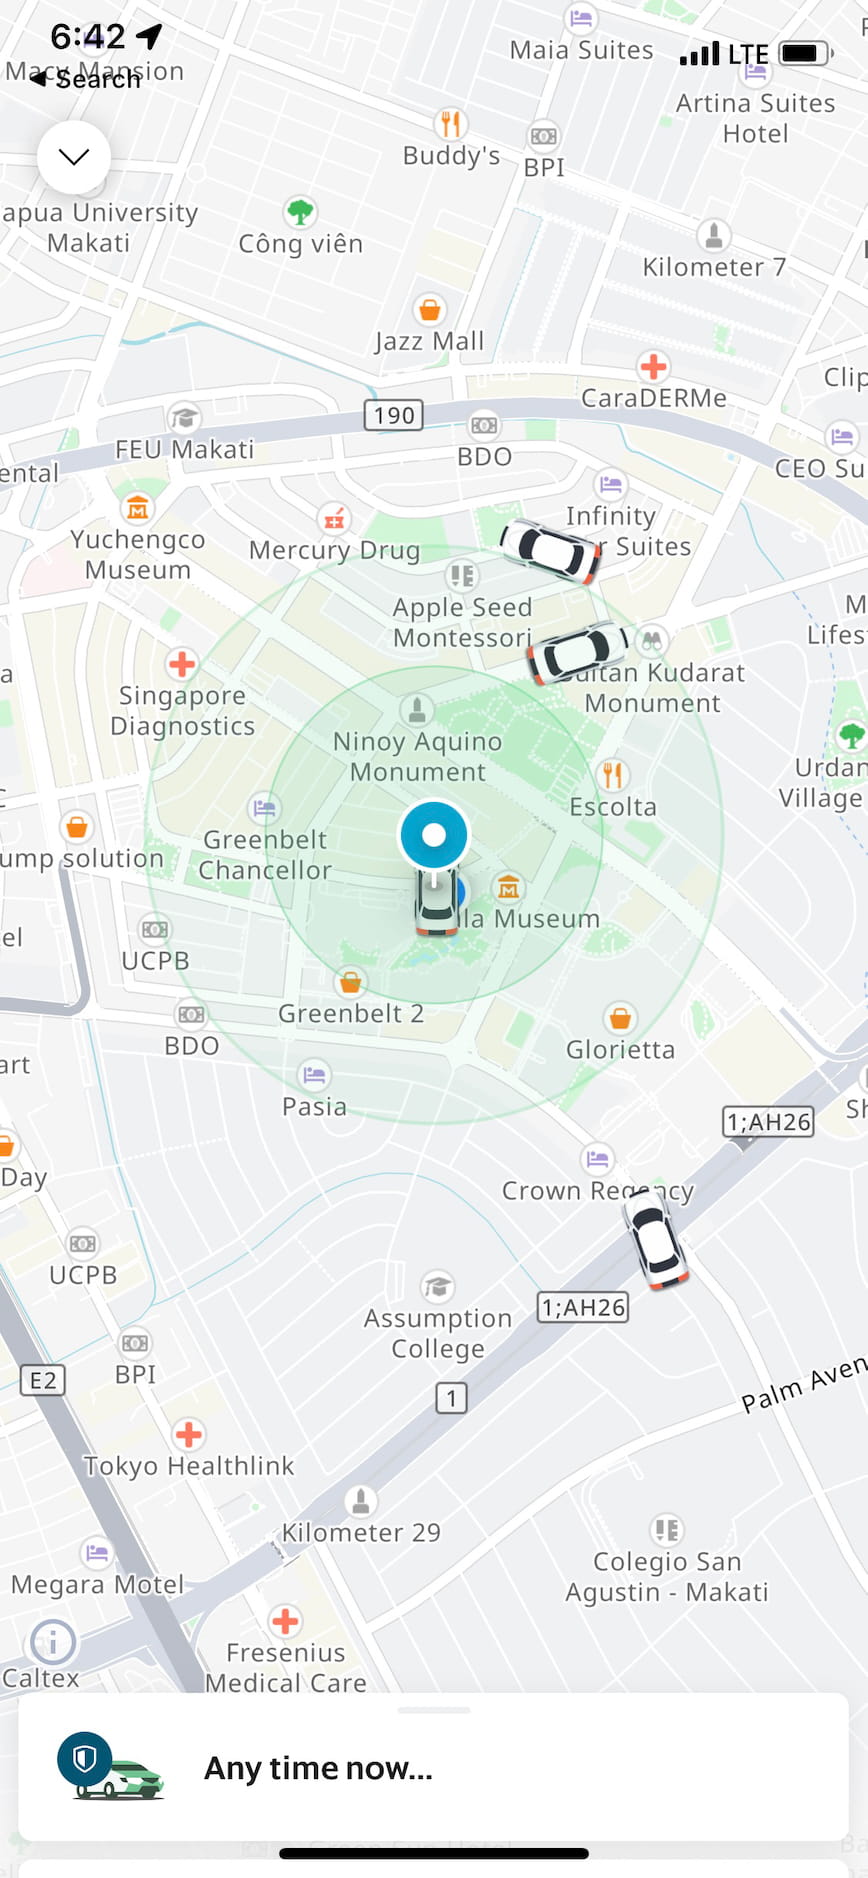 6:42
LTE
Search
Macy Mansion
Maia Suites
Artina Suites
Hotel
Buddy's
BPI
apua University
Makati
Công viên
Kilometer 7
Jazz Mall
CaraDERMe
Clip
190
FEU Makati
BDO
CEO Su
ental
Yuchengco
Museum
Mercury Drug
Infinity
r Suites
Apple Seed
Montessori
M
Lifes
a
Singapore
Diagnostics
ultan Kudarat
Monument
Ninoy Aquino
Monument
Urdan
Village
Escolta
ump solution
Greenbelt
Chancellor
la Museum
el
UCPB
Greenbelt 2
BDO
Glorietta
art
Pasia
1;AH26
Sh
Day
Crown Regency
UCPB
Assumption
College
1;AH26
BPI
E2
1
Palm Aven
Tokyo Healthlink
Kilometer 29
Colegio San
Agustin - Makati
Megara Motel
Fresenius
Medical Care
Caltex
Any time now...